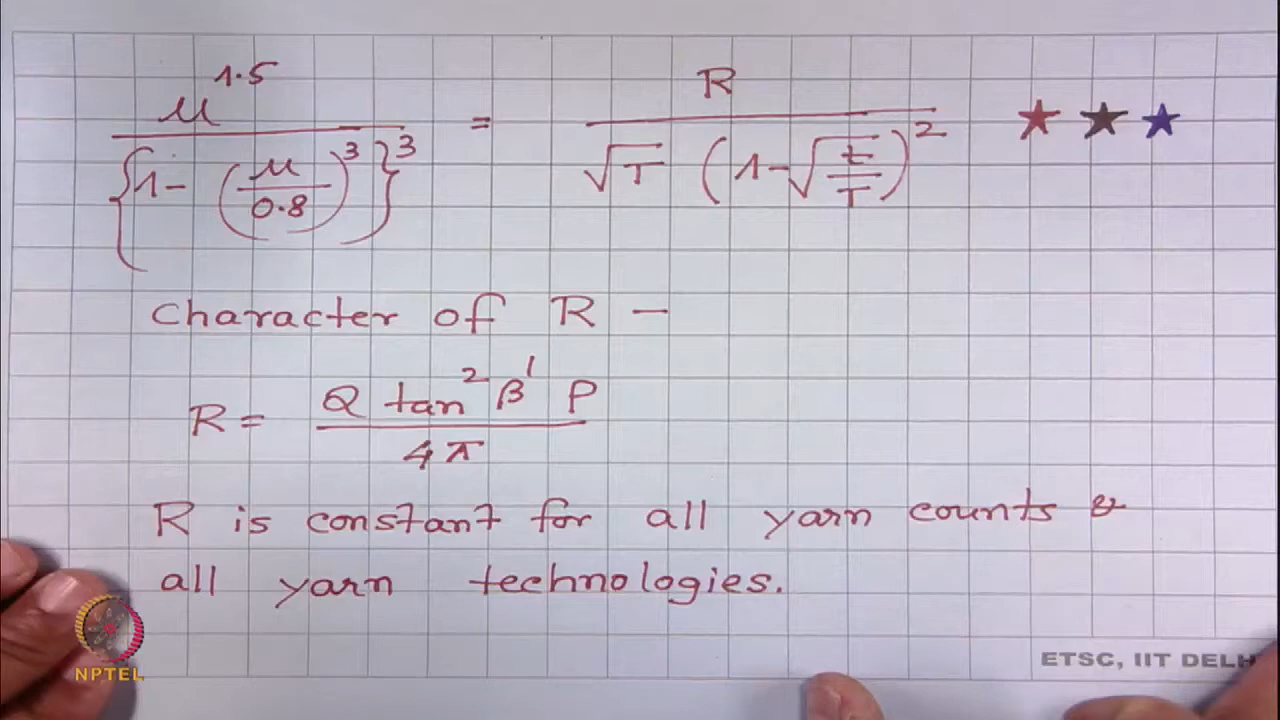 μ^1.5 / {1 - (μ/0.8)^3}^3 = R / (√T (1 - √(t/T))^2) ★ ★ ★
Character of R -
R = Q tan^2 β' P / 4π
R is constant for all yarn counts &
all yarn technologies.
NPTEL
ETSC, IIT DELH